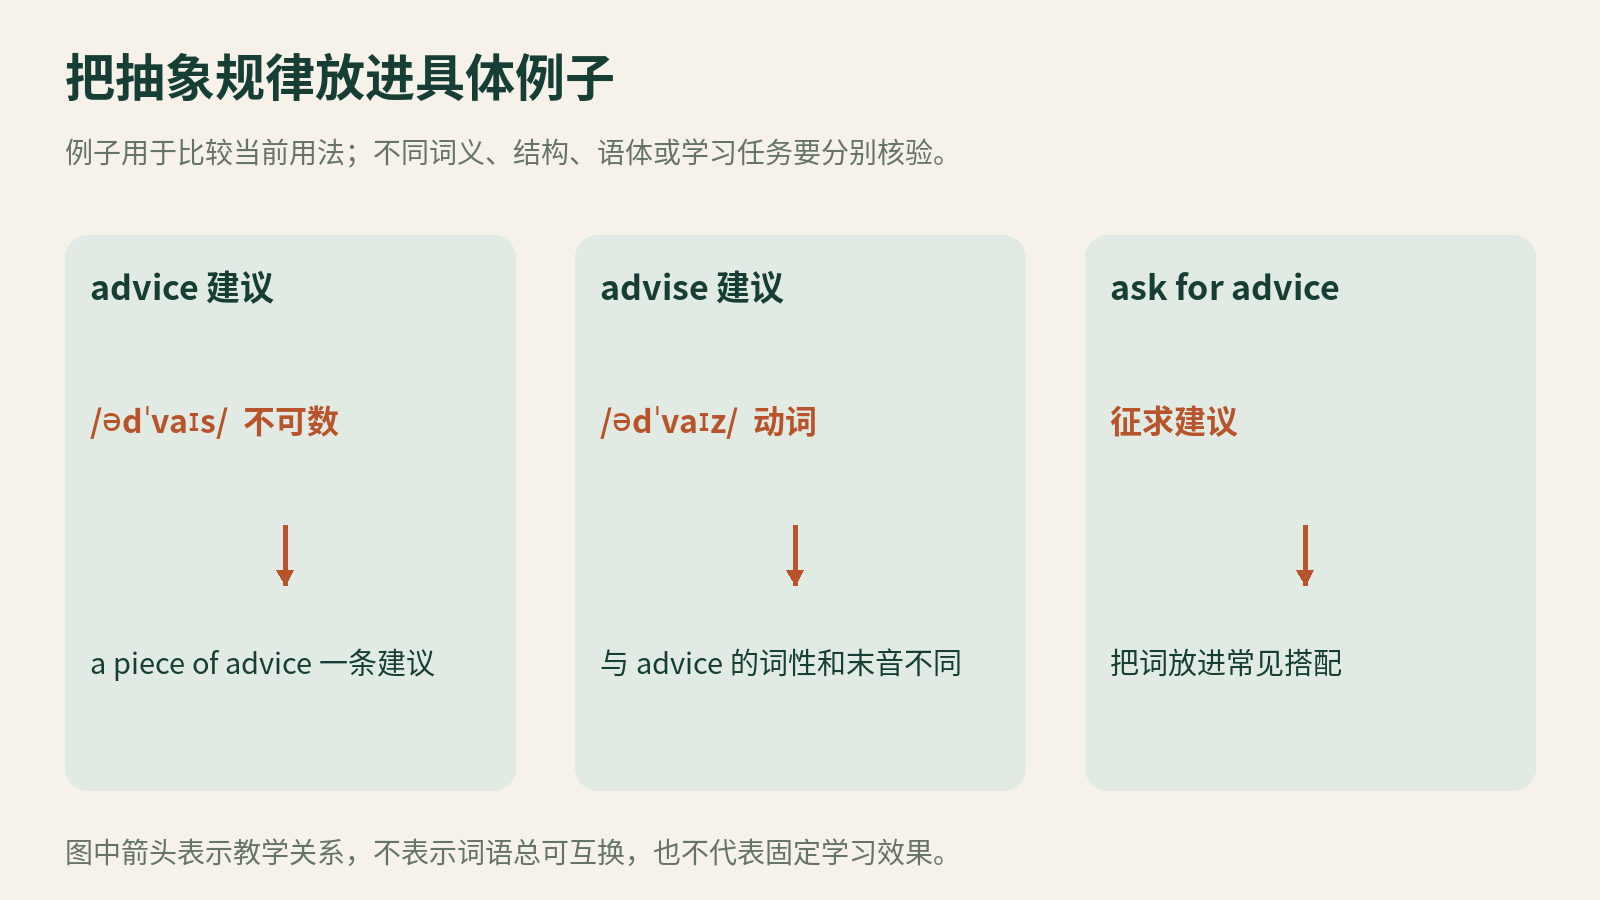 把抽象规律放进具体例子
例子用于比较当前用法；不同词义、结构、语体或学习任务要分别核验。
advice 建议
/ədˈvaɪs/ 不可数
a piece of advice 一条建议
advise 建议
/ədˈvaɪz/ 动词
与 advice 的词性和末音不同
ask for advice
征求建议
把词放进常见搭配
图中箭头表示教学关系，不表示词语总可互换，也不代表固定学习效果。